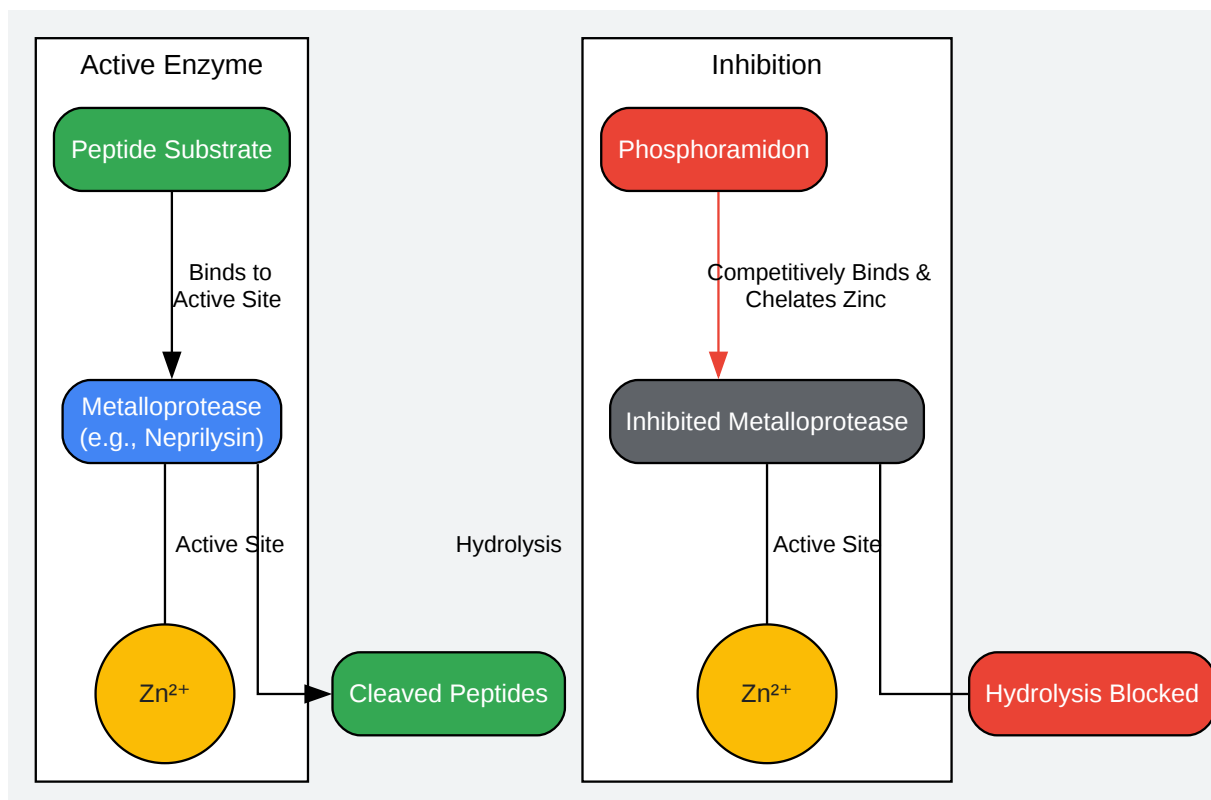 Active Enzyme
Peptide Substrate
Binds to
Active Site
Metalloprotease
(e.g., Neprilysin)
Active Site
Hydrolysis
Zn²⁺
Cleaved Peptides
Inhibition
Phosphoramidon
Competitively Binds &
Chelates Zinc
Inhibited Metalloprotease
Active Site
Zn²⁺
Hydrolysis Blocked